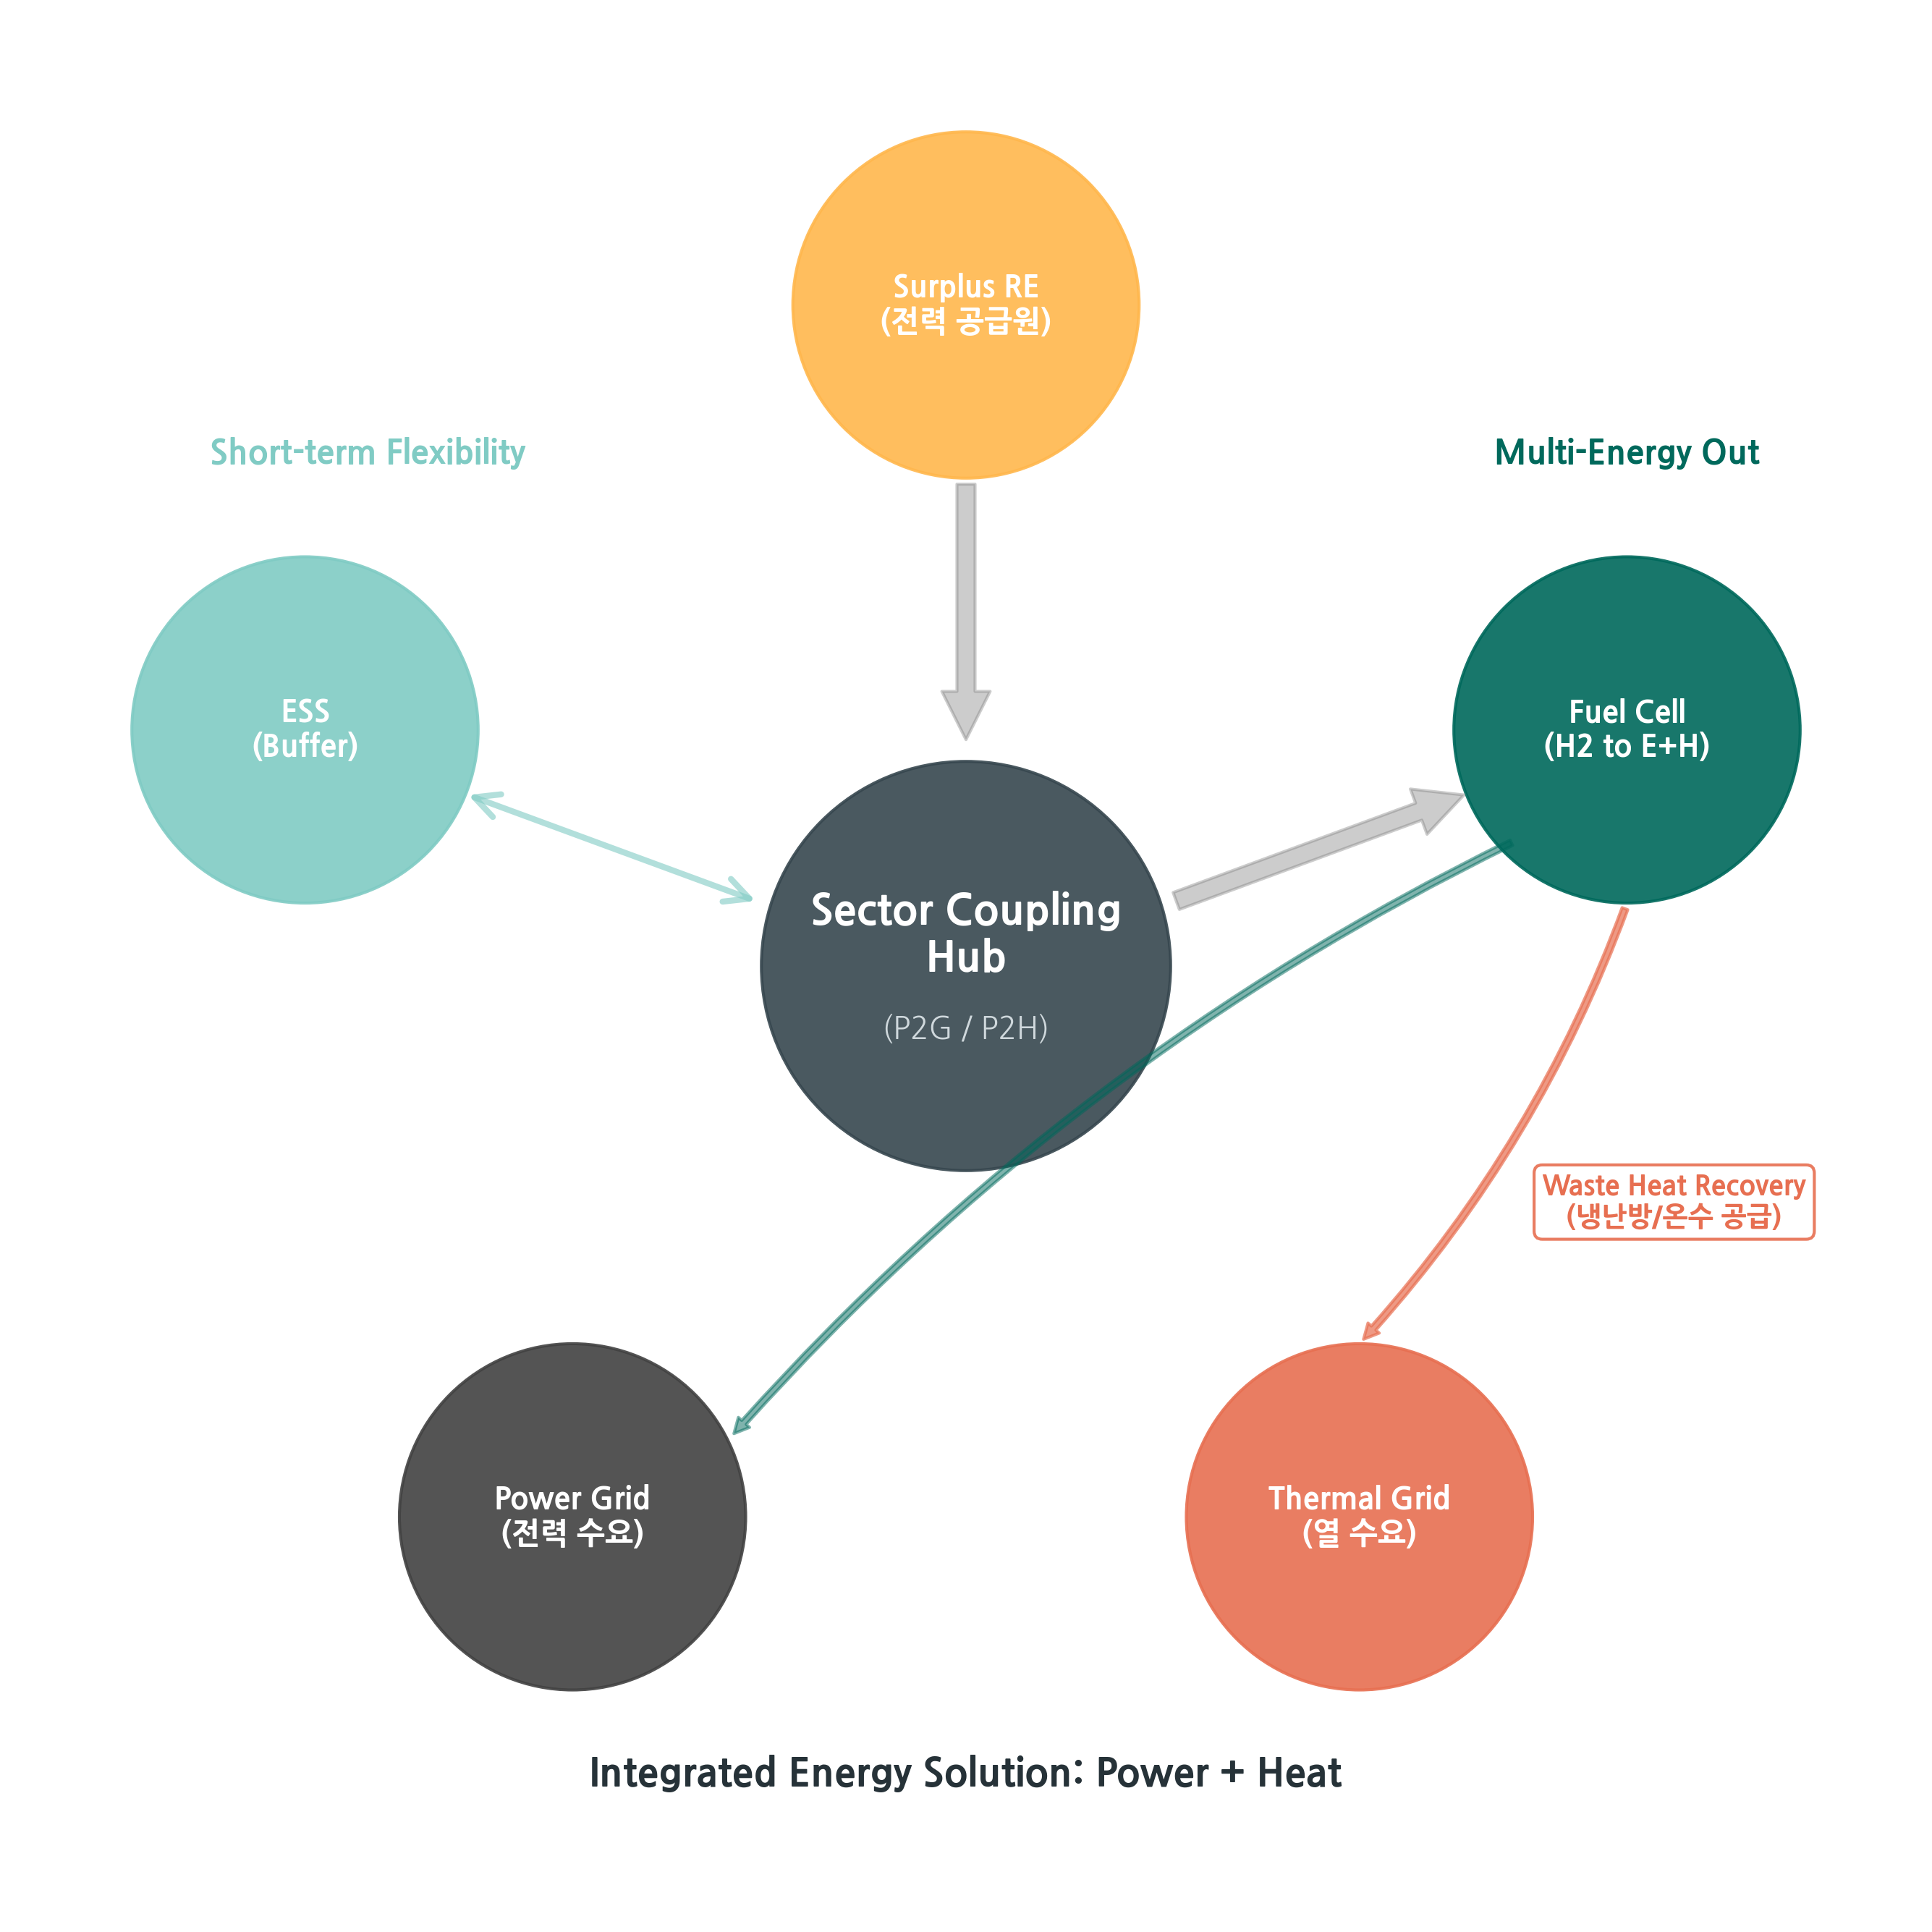 Surplus RE
(전력 공급원)
Short-term Flexibility
Multi-Energy Out
ESS
(Buffer)
Fuel Cell
(H2 to E+H)
Sector Coupling
Hub
(P2G / P2H)
Waste Heat Recovery
(냉난방/온수 공급)
Power Grid
(전력 수요)
Thermal Grid
(열 수요)
Integrated Energy Solution: Power + Heat